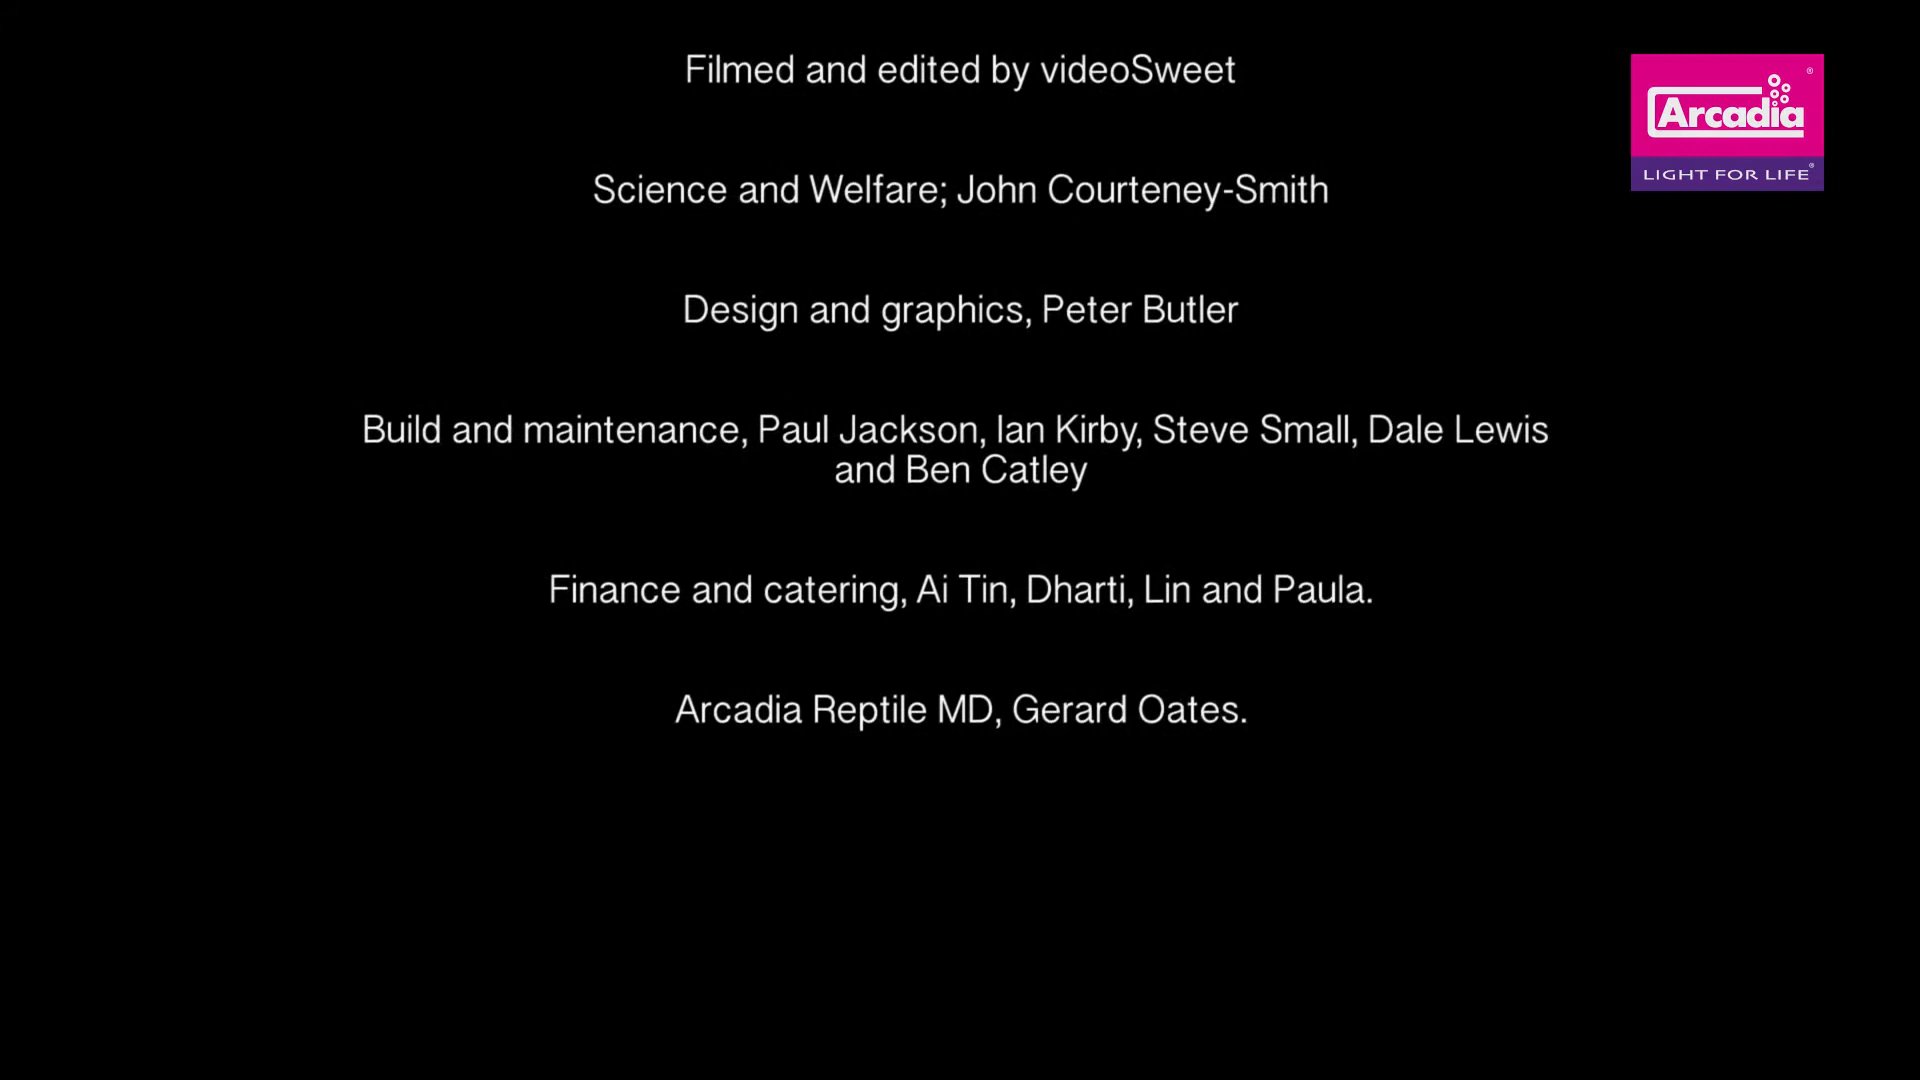 Filmed and edited by videoSweet
Arcadia
LIGHT FOR LIFE
Science and Welfare; John Courteney-Smith
Design and graphics, Peter Butler
Build and maintenance, Paul Jackson, Ian Kirby, Steve Small, Dale Lewis
and Ben Catley
Finance and catering, Ai Tin, Dharti, Lin and Paula.
Arcadia Reptile MD, Gerard Oates.